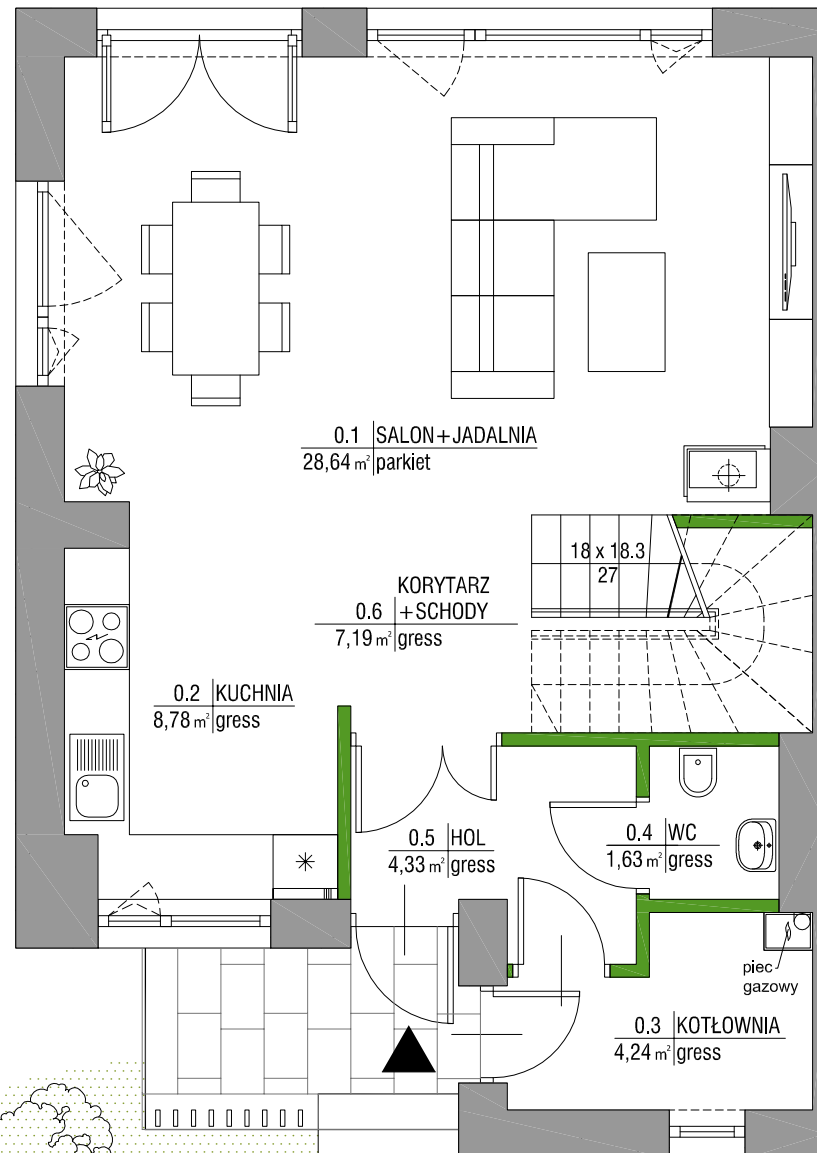 0.1 SALON+JADALNIA
28,64 m² parkiet
18 x 18.3
27
KORYTARZ
0.6 +SCHODY
7,19 m² gress
0.2 KUCHNIA
8,78 m² gress
0.5 HOL
4,33 m² gress
0.4 WC
1,63 m² gress
piec
gazowy
0.3 KOTŁOWNIA
4,24 m² gress